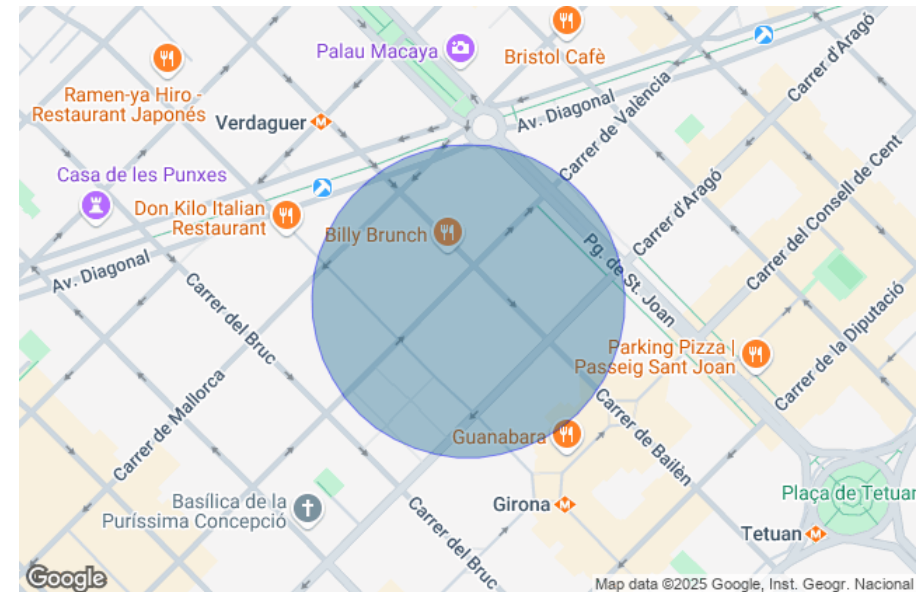 Palau Macaya
Bristol Cafè
Carrer d'Aragó
Ramen-ya Hiro -
Restaurant Japonés
Verdaguer
Av. Diagonal
Carrer de València
Casa de les Punxes
Don Kilo Italian
Restaurant
Billy Brunch
Carrer d'Aragó
Carrer del Consell de Cent
Av. Diagonal
Pg. de St. Joan
Carrer del Bruc
Carrer de la Diputació
Parking Pizza |
Passeig Sant Joan
Carrer de Mallorca
Guanabara
Carrer de Bailèn
Basílica de la
Puríssima Concepció
Girona
Plaça de Tetuan
Carrer del Bruc
Tetuan
Google
Map data ©2025 Google, Inst. Geogr. Nacional